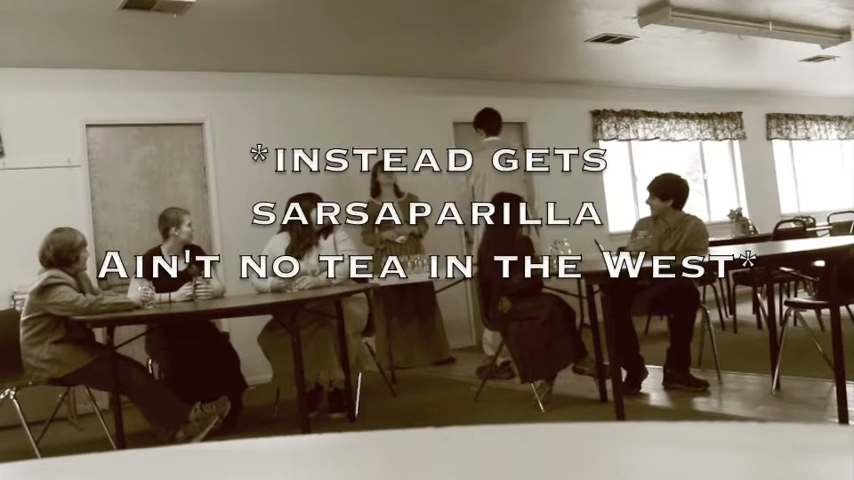 *INSTEAD GETS
SARSAPARILLA
AIN'T NO TEA IN THE WEST*